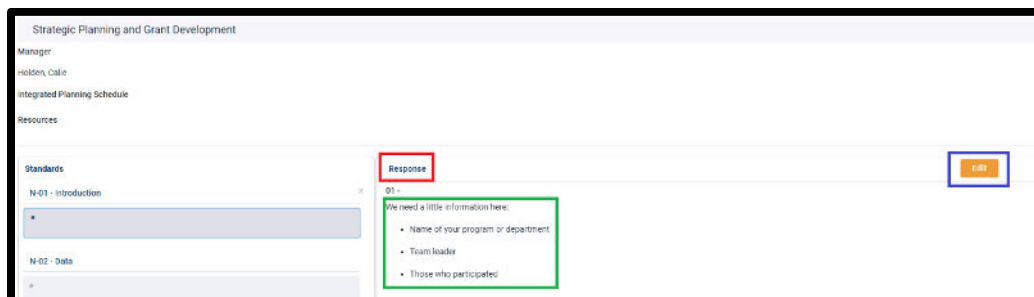 Strategic Planning and Grant Development
Manager
Holden, Calie
Integrated Planning Schedule
Resources
Standards
N-01 - Introduction
×
*
N-02 - Data
*
Response
Edit
01 -
We need a little information here:
• Name of your program or department
• Team leader
• Those who participated